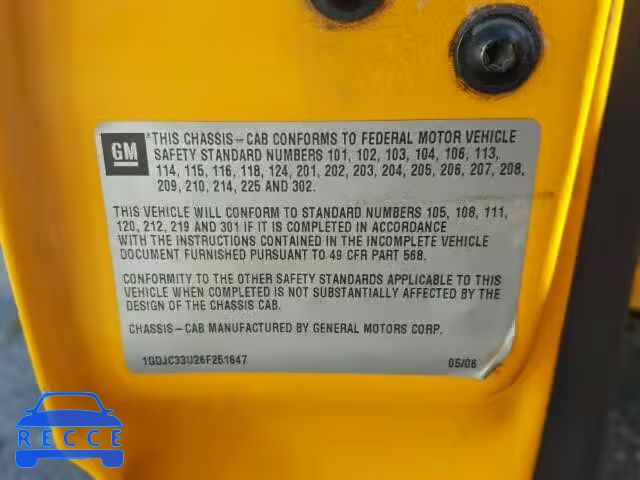 GM
*THIS CHASSIS-CAB CONFORMS TO FEDERAL MOTOR VEHICLE
SAFETY STANDARD NUMBERS 101, 102, 103, 104, 106, 113,
114, 115, 116, 118, 124, 201, 202, 203, 204, 205, 206, 207, 208,
209, 210, 214, 225 AND 302.
THIS VEHICLE WILL CONFORM TO STANDARD NUMBERS 105, 108, 111,
120, 212, 219 AND 301 IF IT IS COMPLETED IN ACCORDANCE
WITH THE INSTRUCTIONS CONTAINED IN THE INCOMPLETE VEHICLE
DOCUMENT FURNISHED PURSUANT TO 49 CFR PART 568.
CONFORMITY TO THE OTHER SAFETY STANDARDS APPLICABLE TO THIS
VEHICLE WHEN COMPLETED IS NOT SUBSTANTIALLY AFFECTED BY THE
DESIGN OF THE CHASSIS CAB.
CHASSIS-CAB MANUFACTURED BY GENERAL MOTORS CORP.
1GDJC33U26F251647 05/06
RECCE